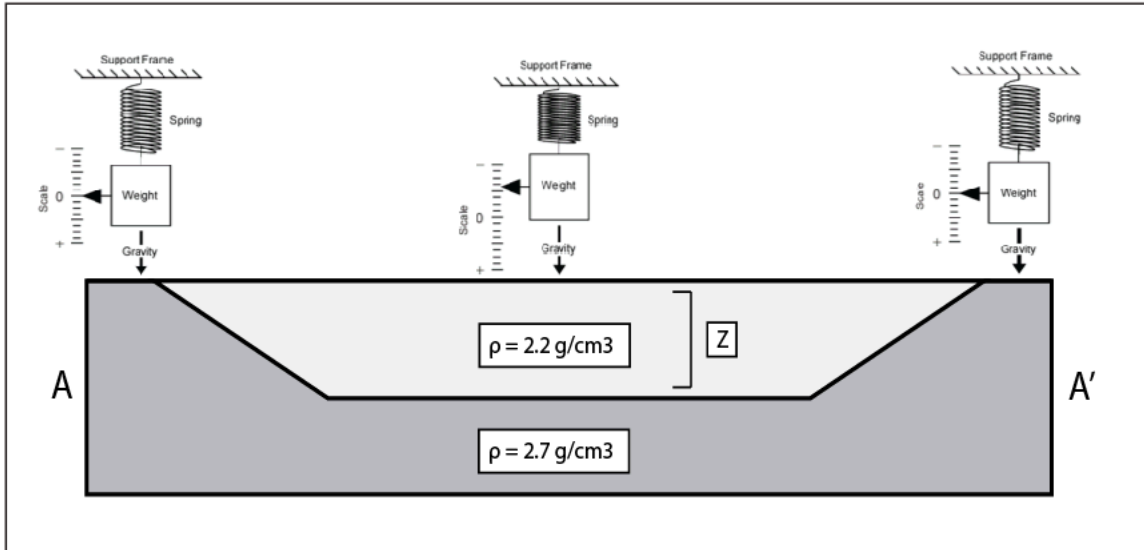 Support Frame
Spring
Scale
−
0
+
Weight
Gravity
Support Frame
Spring
Scale
−
0
+
Weight
Gravity
Support Frame
Spring
Scale
−
0
+
Weight
Gravity
ρ = 2.2 g/cm3
Z
A
A'
ρ = 2.7 g/cm3